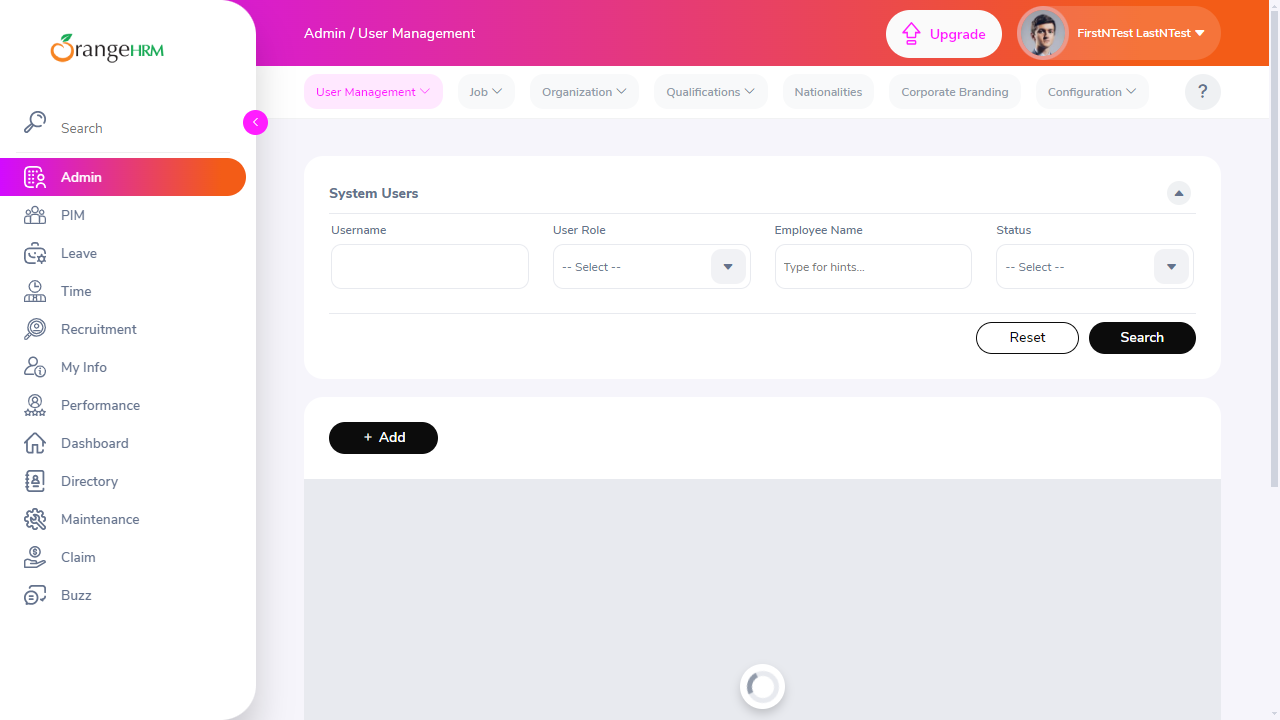 OrangeHRM
Admin / User Management
Upgrade
FirstNTest LastNTest
User Management
Job
Organization
Qualifications
Nationalities
Corporate Branding
Configuration
?
Search
Admin
PIM
Leave
Time
Recruitment
My Info
Performance
Dashboard
Directory
Maintenance
Claim
Buzz
System Users
Username
User Role
Employee Name
Status
-- Select --
Type for hints...
-- Select --
Reset
Search
+ Add